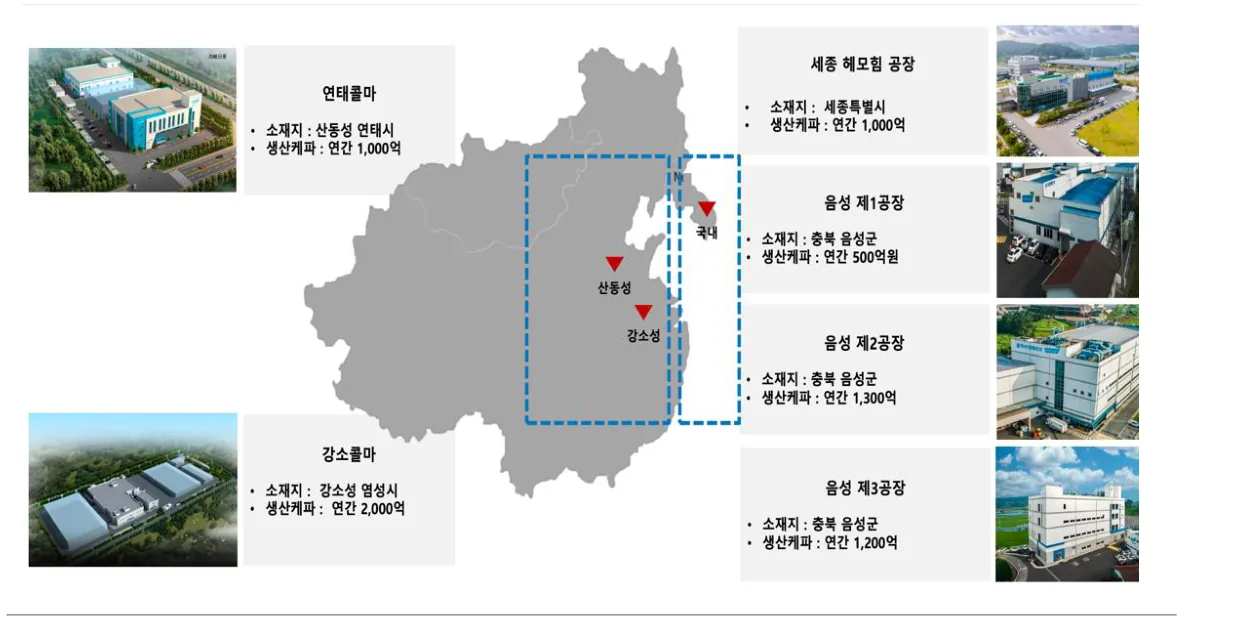 연태콜마
• 소재지 : 산동성 연태시
• 생산케파 : 연간 1,000억
강소콜마
• 소재지 : 강소성 염성시
• 생산케파 : 연간 2,000억
국내
산동성
강소성
세종 헤모힘 공장
• 소재지 : 세종특별시
• 생산케파 : 연간 1,000억
음성 제1공장
• 소재지 : 충북 음성군
• 생산케파 : 연간 500억원
음성 제2공장
• 소재지 : 충북 음성군
• 생산케파 : 연간 1,300억
음성 제3공장
• 소재지 : 충북 음성군
• 생산케파 : 연간 1,200억